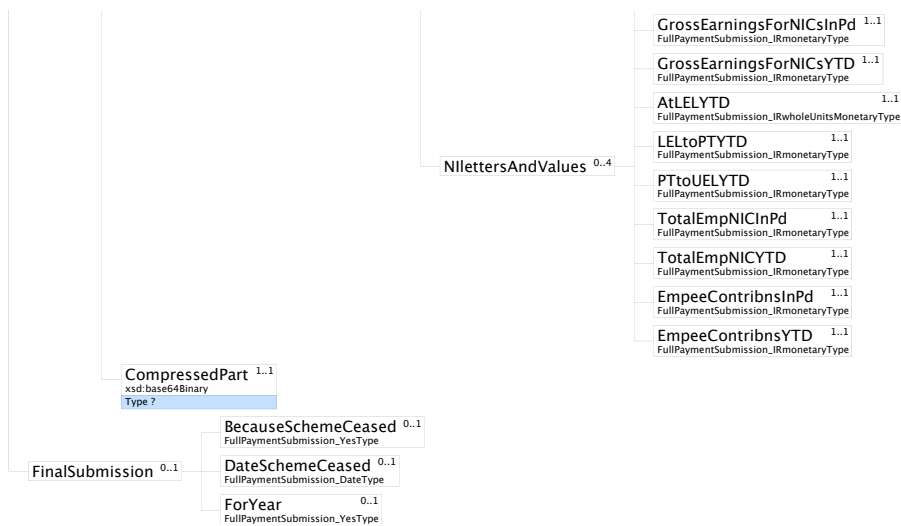 GrossEarningsForNICsInPd 1..1
FullPaymentSubmission_IRmonetaryType
GrossEarningsForNICsYTD 1..1
FullPaymentSubmission_IRmonetaryType
AtLELYTD 1..1
FullPaymentSubmission_IRwholeUnitsMonetaryType
LELtoPTYTD 1..1
FullPaymentSubmission_IRmonetaryType
NIlettersAndValues 0..4
PTtoUELYTD 1..1
FullPaymentSubmission_IRmonetaryType
TotalEmpNICInPd 1..1
FullPaymentSubmission_IRmonetaryType
TotalEmpNICYTD 1..1
FullPaymentSubmission_IRmonetaryType
EmpeeContribnsInPd 1..1
FullPaymentSubmission_IRmonetaryType
EmpeeContribnsYTD 1..1
FullPaymentSubmission_IRmonetaryType
CompressedPart 1..1
xsd:base64Binary
Type ?
BecauseSchemeCeased 0..1
FullPaymentSubmission_YesType
FinalSubmission 0..1
DateSchemeCeased 0..1
FullPaymentSubmission_DateType
ForYear 0..1
FullPaymentSubmission_YesType